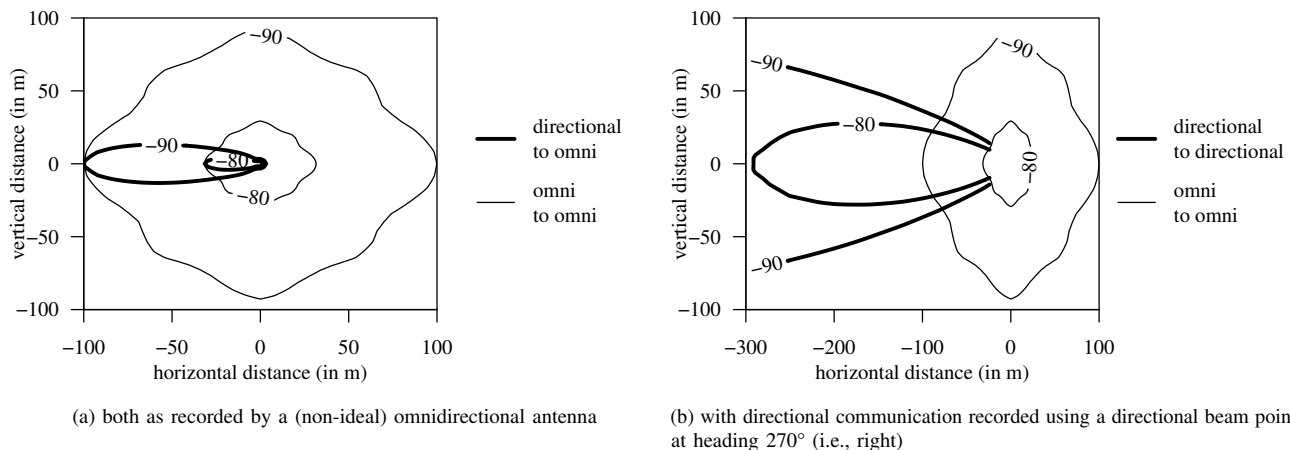 100
50
0
−50
−100
vertical distance (in m)
−90
−90
−80
−80
−100
−50
0
50
100
horizontal distance (in m)
directional
to omni
omni
to omni
(a) both as recorded by a (non-ideal) omnidirectional antenna
100
50
0
−50
−100
vertical distance (in m)
−90
−90
−80
−80
−90
−300
−200
−100
0
100
horizontal distance (in m)
directional
to directional
omni
to omni
(b) with directional communication recorded using a directional beam poin
at heading 270° (i.e., right)